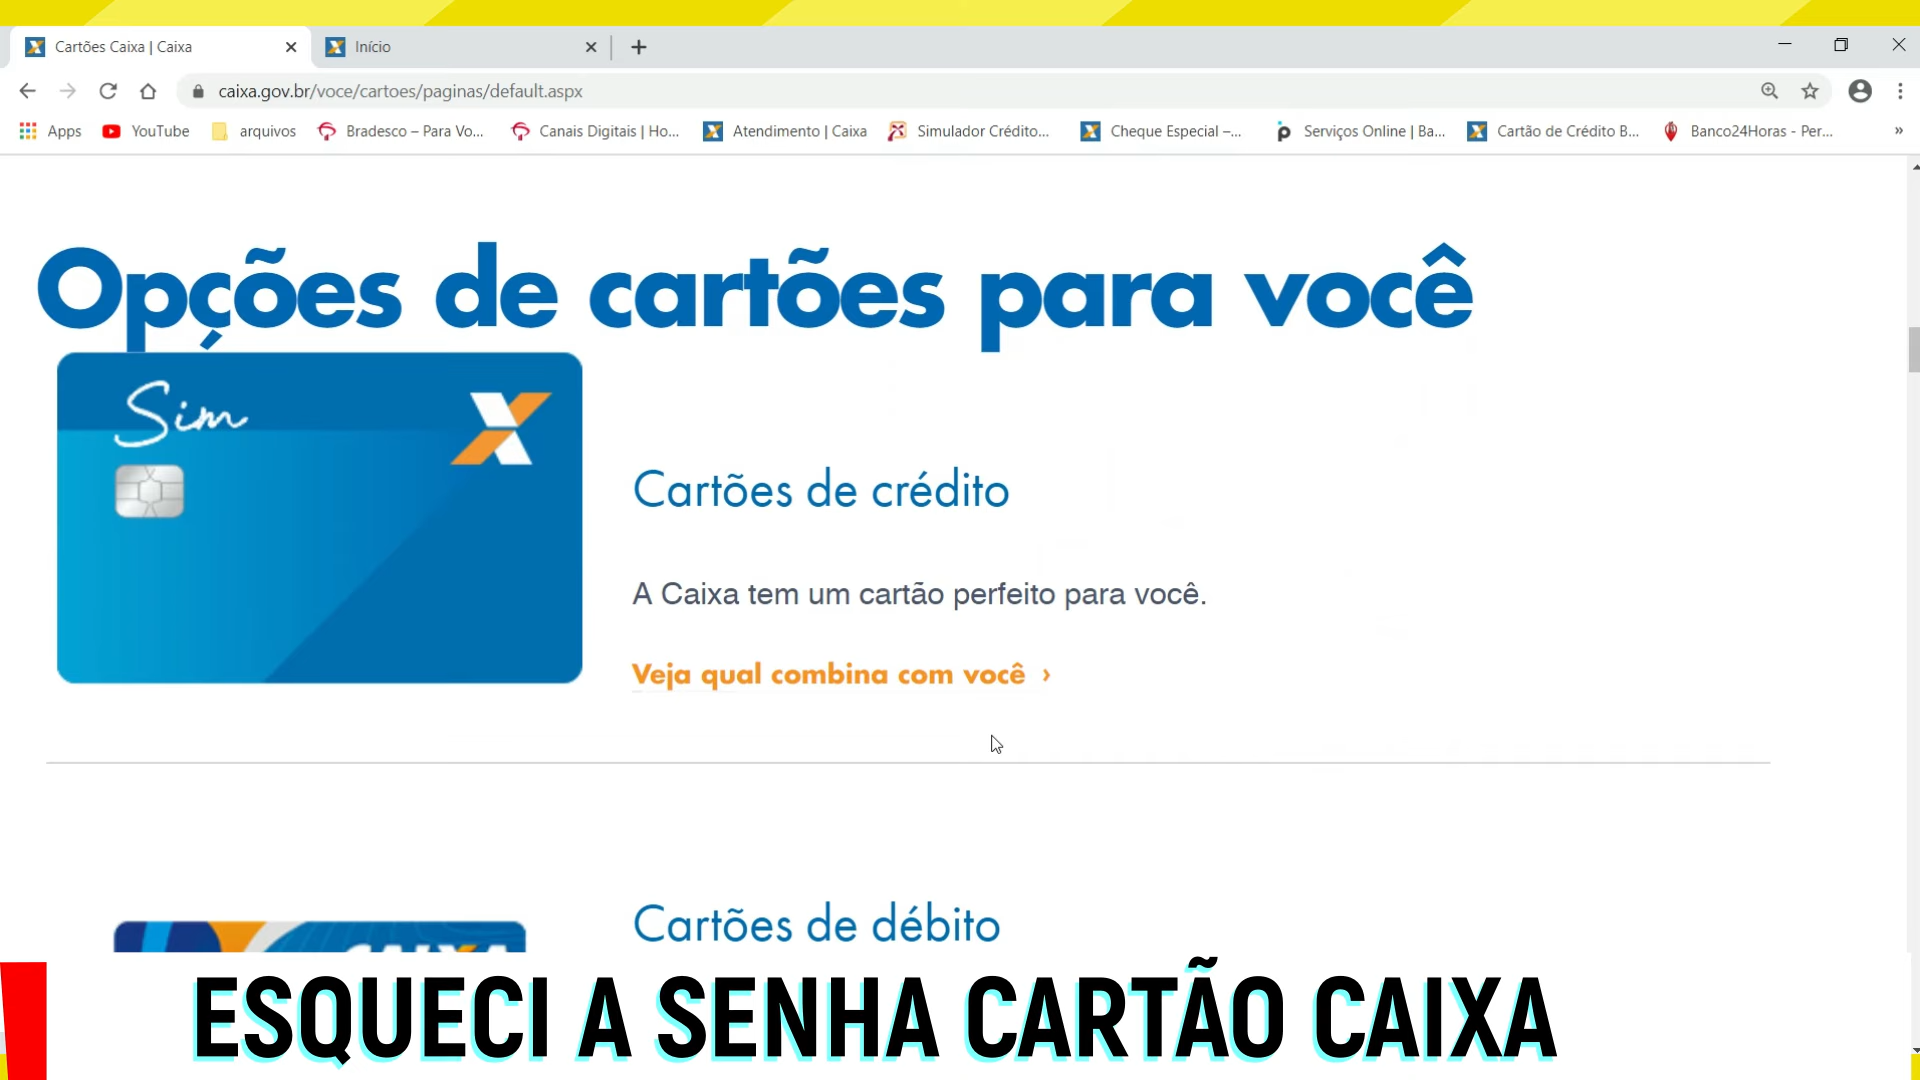 Cartões Caixa | Caixa
Início
caixa.gov.br/voce/cartoes/paginas/default.aspx
Apps
YouTube
arquivos
Bradesco – Para Vo...
Canais Digitais | Ho...
Atendimento | Caixa
Simulador Crédito...
Cheque Especial –...
Serviços Online | Ba...
Cartão de Crédito B...
Banco24Horas - Per...
»
Opções de cartões para você
Sim
Cartões de crédito
A Caixa tem um cartão perfeito para você.
Veja qual combina com você ›
Cartões de débito
CAIXA
ESQUECI A SENHA CARTÃO CAIXA